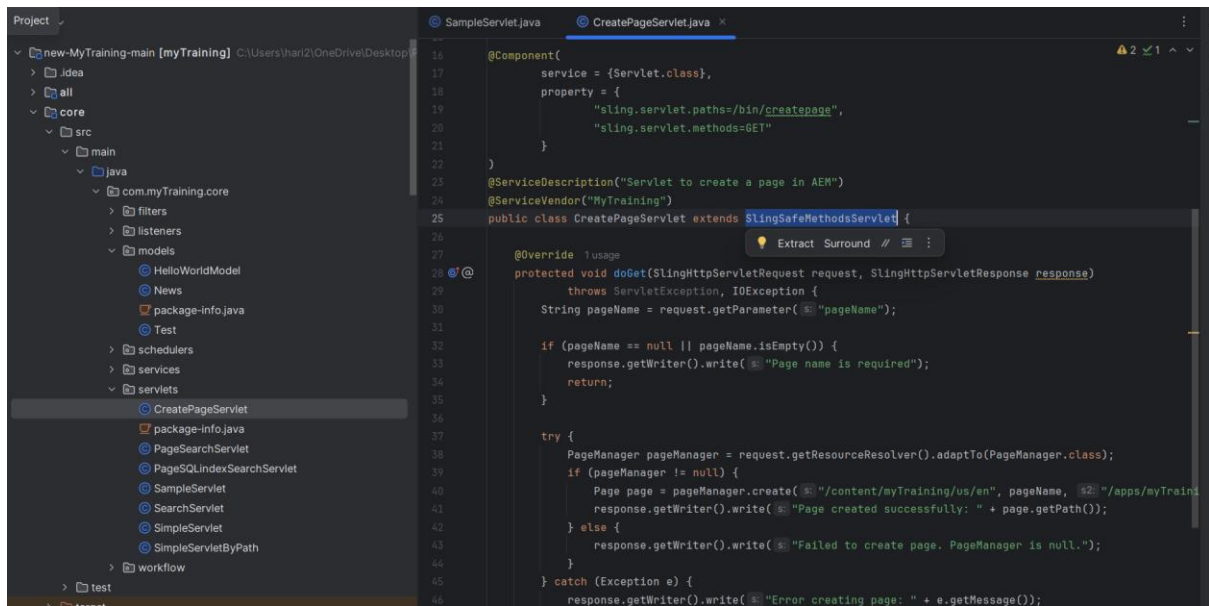 Project
new-MyTraining-main [myTraining] C:\Users\hari2\OneDrive\Desktop\
.idea
all
core
src
main
java
com.myTraining.core
filters
listeners
models
HelloWorldModel
News
package-info.java
Test
schedulers
services
servlets
CreatePageServlet
package-info.java
PageSearchServlet
PageSQLindexSearchServlet
SampleServlet
SearchServlet
SimpleServlet
SimpleServletByPath
workflow
test
SampleServlet.java CreatePageServlet.java ×
2 1
16 @Component(
17 service = {Servlet.class},
18 property = {
19 "sling.servlet.paths=/bin/createpage",
20 "sling.servlet.methods=GET"
21 }
22 )
23 @ServiceDescription("Servlet to create a page in AEM")
24 @ServiceVendor("MyTraining")
25 public class CreatePageServlet extends SlingSafeMethodsServlet {
26
Extract Surround //
27 @Override 1 usage
28 @ protected void doGet(SlingHttpServletRequest request, SlingHttpServletResponse response)
29 throws ServletException, IOException {
30 String pageName = request.getParameter( s: "pageName");
31
32 if (pageName == null || pageName.isEmpty()) {
33 response.getWriter().write( s: "Page name is required");
34 return;
35 }
36
37 try {
38 PageManager pageManager = request.getResourceResolver().adaptTo(PageManager.class);
39 if (pageManager != null) {
40 Page page = pageManager.create( s: "/content/myTraining/us/en", pageName, s2: "/apps/myTraini
41 response.getWriter().write( s: "Page created successfully: " + page.getPath());
42 } else {
43 response.getWriter().write( s: "Failed to create page. PageManager is null.");
44 }
45 } catch (Exception e) {
46 response.getWriter().write( s: "Error creating page: " + e.getMessage());